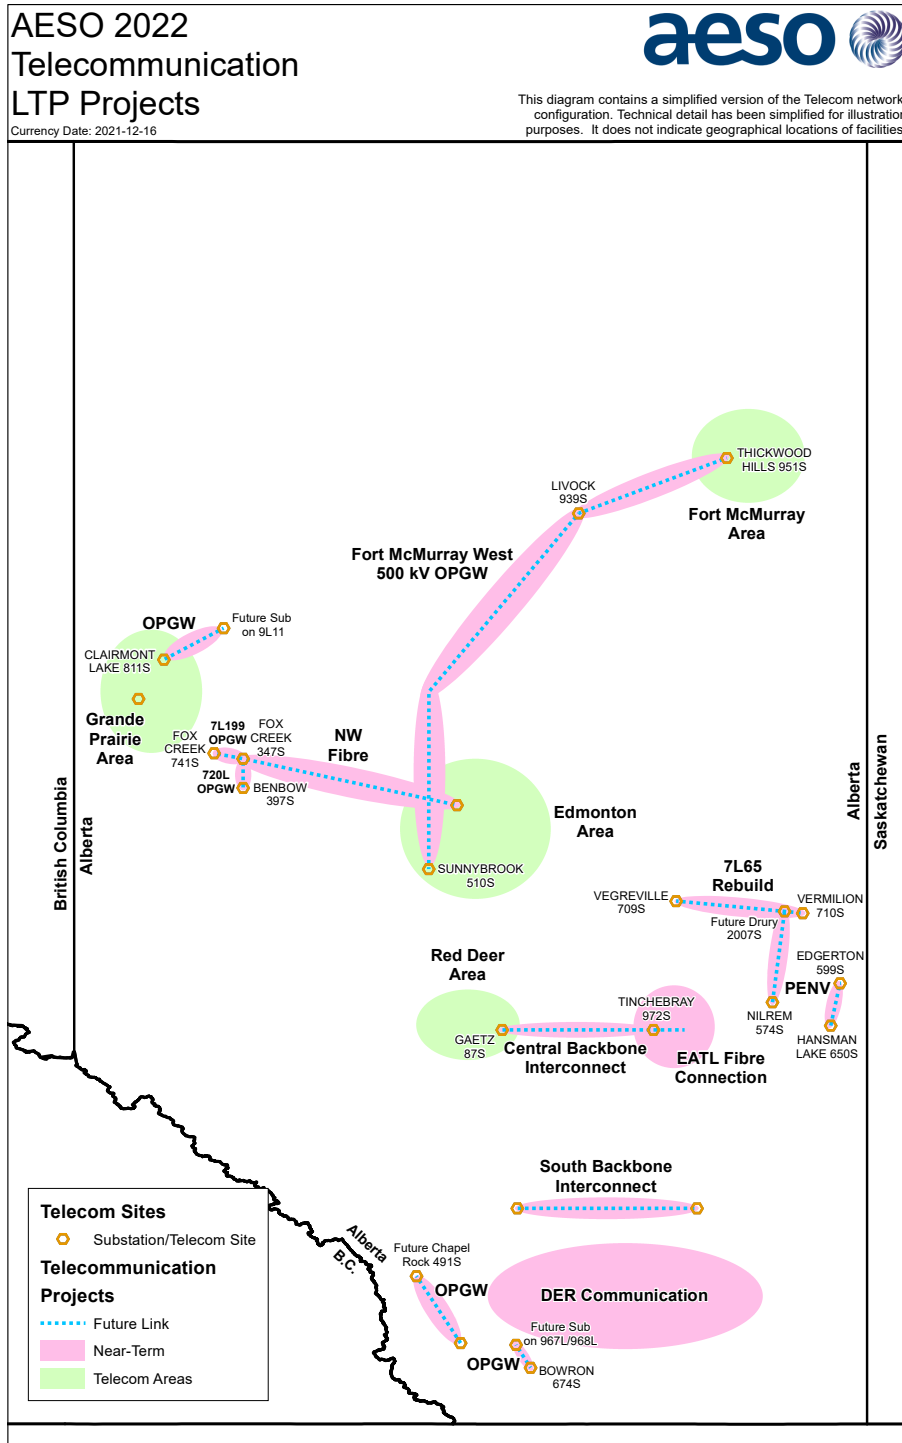 AESO 2022
Telecommunication
LTP Projects
Currency Date: 2021-12-16
aeso
This diagram contains a simplified version of the Telecom network
configuration. Technical detail has been simplified for illustration
purposes. It does not indicate geographical locations of facilities
THICKWOOD
HILLS 951S
LIVOCK
939S
Fort McMurray
Area
Fort McMurray West
500 kV OPGW
OPGW
Future Sub
on 9L11
CLAIRMONT
LAKE 811S
Grande
Prairie
Area
7L199
OPGW
FOX
CREEK
347S
FOX
CREEK
741S
NW
Fibre
720L
OPGW
BENBOW
397S
Edmonton
Area
SUNNYBROOK
510S
British Columbia
Alberta
Alberta
Saskatchewan
7L65
Rebuild
VEGREVILLE
709S
VERMILION
710S
Future Drury
2007S
EDGERTON
599S
PENV
NILREM
574S
HANSMAN
LAKE 650S
Red Deer
Area
TINCHEBRAY
972S
GAETZ
87S
Central Backbone
Interconnect
EATL Fibre
Connection
South Backbone
Interconnect
Alberta
B.C.
Future Chapel
Rock 491S
OPGW
DER Communication
Future Sub
on 967L/968L
OPGW
BOWRON
674S
Telecom Sites
Substation/Telecom Site
Telecommunication
Projects
Future Link
Near-Term
Telecom Areas